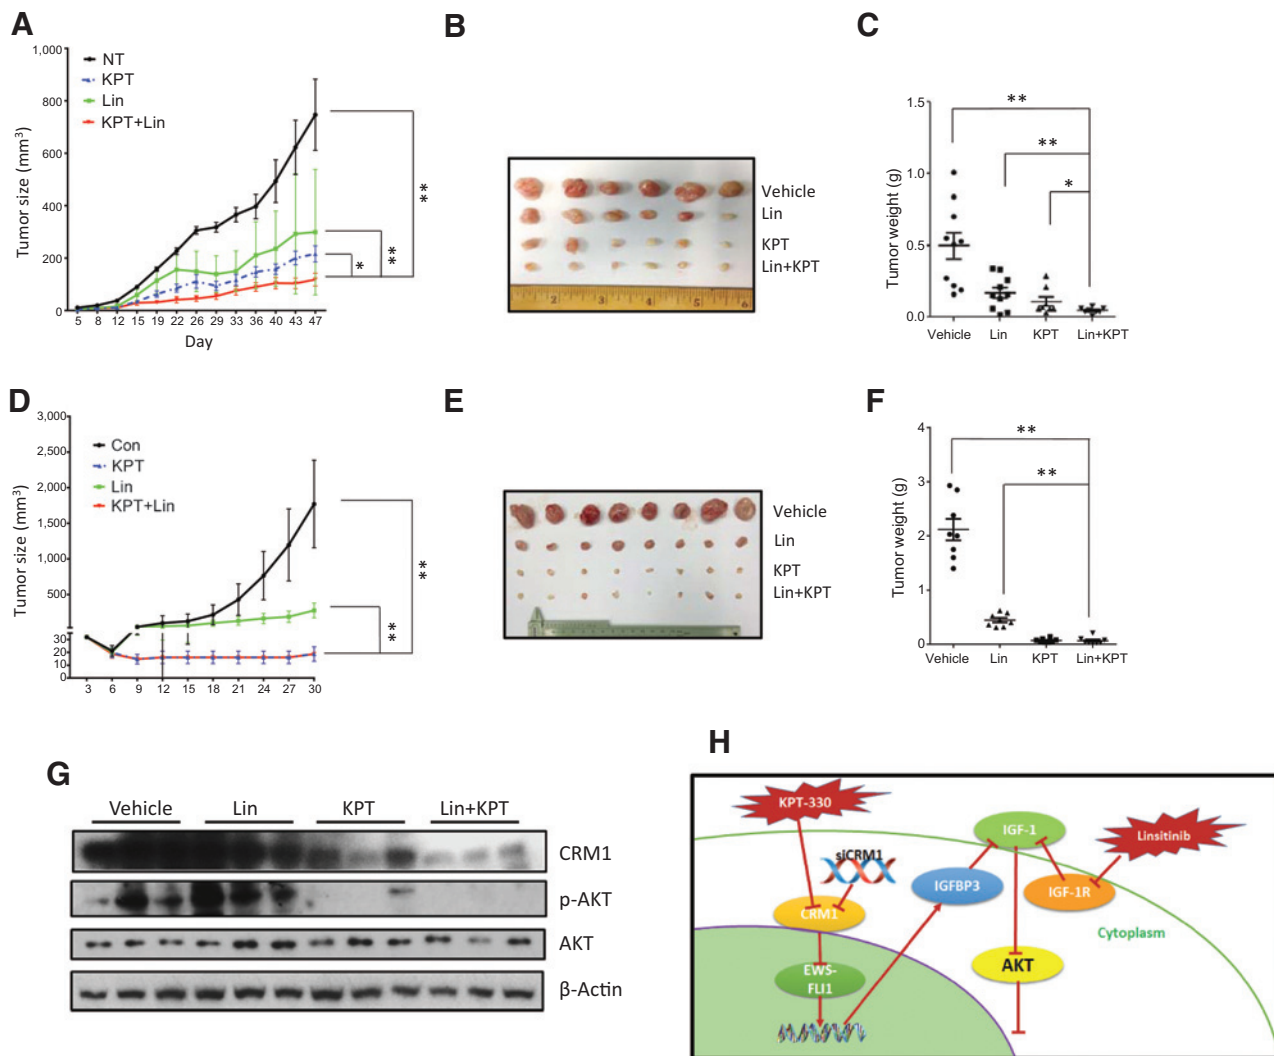 A
1,000
800
600
400
200
0
Tumor size (mm³)
NT
KPT
Lin
KPT+Lin
**
**
*
5 8 12 15 19 22 26 29 33 36 40 43 47
Day
B
Vehicle
Lin
KPT
Lin+KPT
2 3 4 5 6
C
1.5
1.0
0.5
0.0
Tumor weight (g)
**
**
*
Vehicle Lin KPT Lin+KPT
D
3,000
2,500
2,000
1,500
1,000
500
30
20
10
0
Tumor size (mm³)
Con
KPT
Lin
KPT+Lin
**
**
3 6 9 12 15 18 21 24 27 30
E
Vehicle
Lin
KPT
Lin+KPT
F
4
3
2
1
0
Tumor weight (g)
**
**
Vehicle Lin KPT Lin+KPT
G
Vehicle Lin KPT Lin+KPT
CRM1
p-AKT
AKT
β-Actin
H
KPT-330
siCRM1
CRM1
EWS-
FLI1
IGFBP3
IGF-1
IGF-1R
Linsitinib
Cytoplasm
AKT